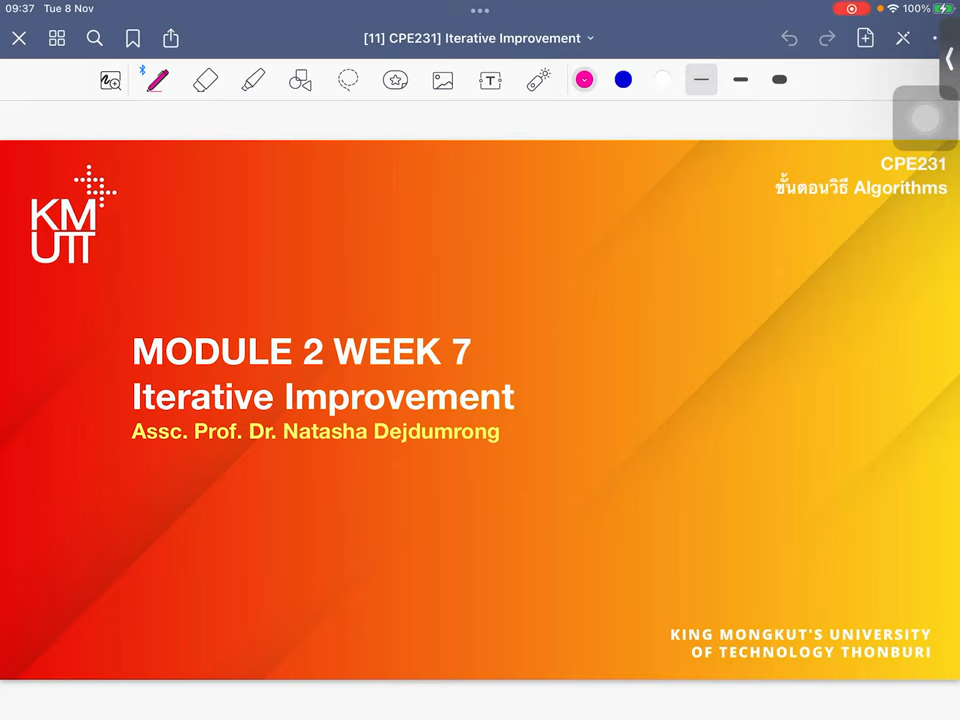 09:37 Tue 8 Nov
100%
[11] CPE231] Iterative Improvement
T
KM
UTT
CPE231
ขั้นตอนวิธี Algorithms
MODULE 2 WEEK 7
Iterative Improvement
Assc. Prof. Dr. Natasha Dejdumrong
KING MONGKUT'S UNIVERSITY
OF TECHNOLOGY THONBURI